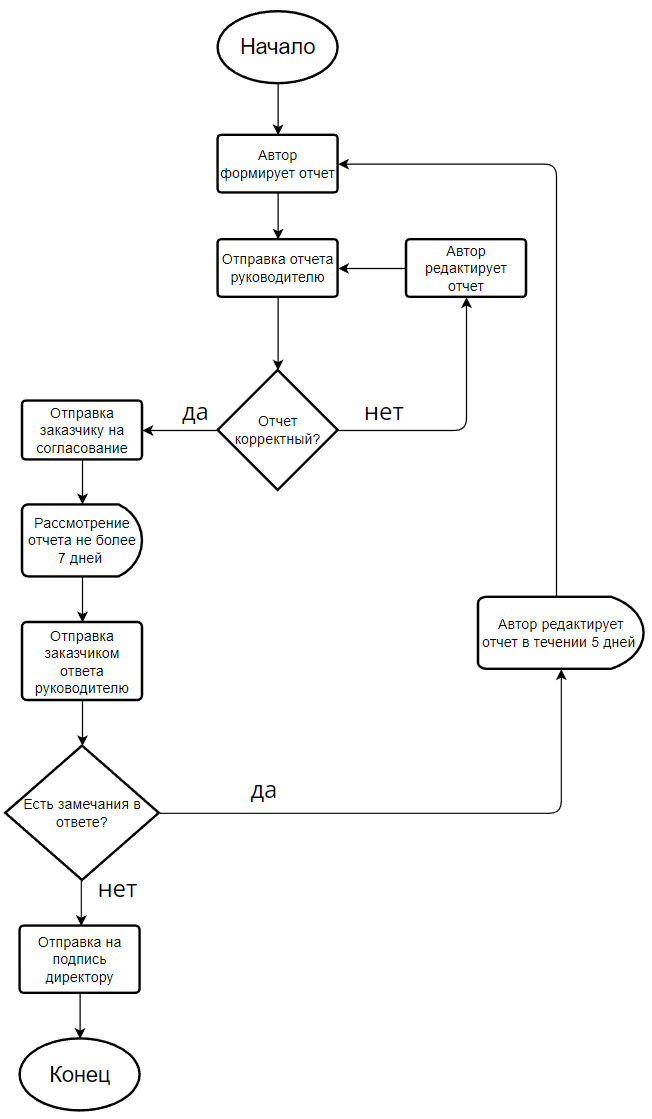 Начало
Автор
формирует отчет
Отправка отчета
руководителю
Автор
редактирует
отчет
да
Отчет
корректный?
нет
Отправка
заказчику на
согласование
Рассмотрение
отчета не более
7 дней
Отправка
заказчиком
ответа
руководителю
Автор редактирует
отчет в течении 5 дней
Есть замечания в
ответе?
да
нет
Отправка на
подпись
директору
Конец